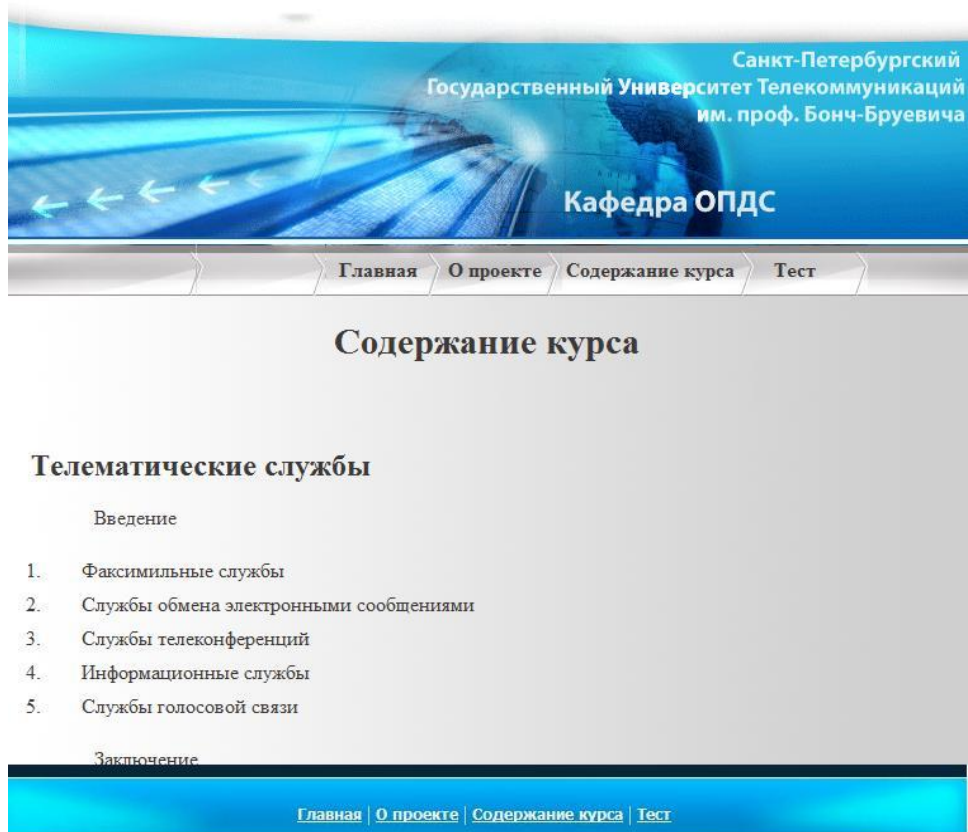 Санкт-Петербургский
Государственный Университет Телекоммуникаций
им. проф. Бонч-Бруевича
Кафедра ОПДС
Главная О проекте Содержание курса Тест
Содержание курса
Телематические службы
Введение
1. Факсимильные службы
2. Службы обмена электронными сообщениями
3. Службы телеконференций
4. Информационные службы
5. Службы голосовой связи
Заключение
Главная | О проекте | Содержание курса | Тест